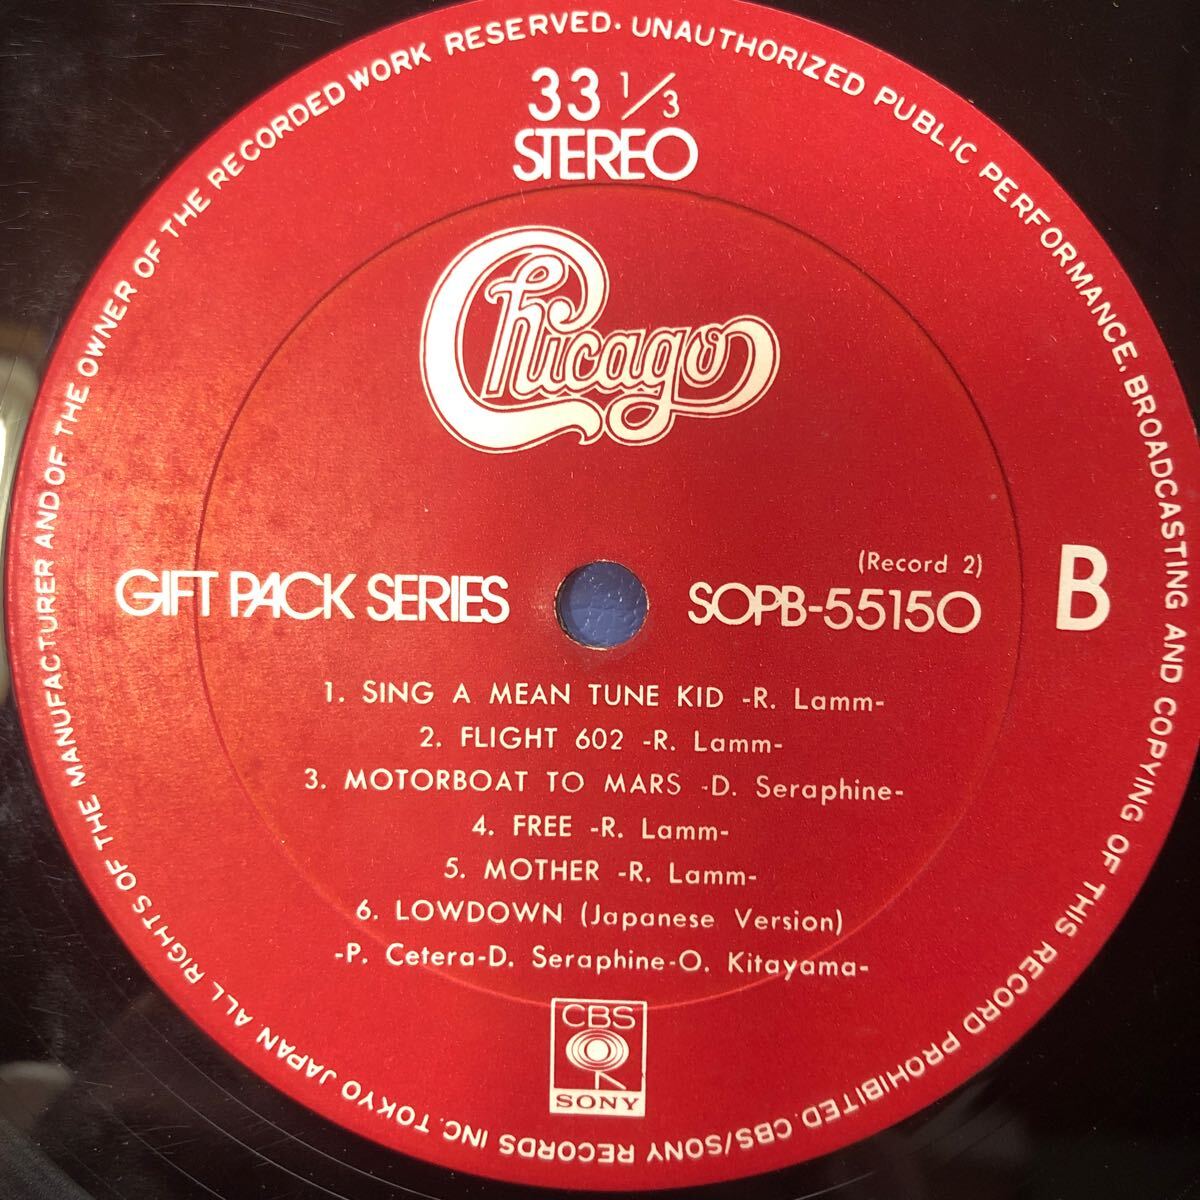 ALL RIGHTS OF THE MANUFACTURER AND OF THE OWNER OF THE RECORDED WORK RESERVED. UNAUTHORIZED PUBLIC PERFORMANCE, BROADCASTING AND COPYING OF THIS RECORD PROHIBITED. CBS/SONY RECORDS INC. TOKYO JAPAN.
33 1/3
STEREO
Chicago
GIFT PACK SERIES
(Record 2)
SOPB-55150
B
1. SING A MEAN TUNE KID -R. Lamm-
2. FLIGHT 602 -R. Lamm-
3. MOTORBOAT TO MARS -D. Seraphine-
4. FREE -R. Lamm-
5. MOTHER -R. Lamm-
6. LOWDOWN (Japanese Version)
-P. Cetera-D. Seraphine-O. Kitayama-
CBS
SONY